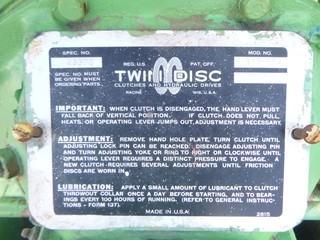 SPEC. NO.
REG. U.S. PAT. OFF.
MOD. NO.
TWIN DISC
SPEC. NO. MUST
BE GIVEN WHEN
ORDERING PARTS.
CLUTCHES AND HYDRAULIC DRIVES
RACINE WIS. U.S.A.
IMPORTANT: WHEN CLUTCH IS DISENGAGED, THE HAND LEVER MUST
FALL BACK OF VERTICAL POSITION. IF CLUTCH DOES NOT PULL,
HEATS, OR OPERATING LEVER JUMPS OUT, ADJUSTMENT IS NECESSARY.
ADJUSTMENT: REMOVE HAND HOLE PLATE, TURN CLUTCH UNTIL
ADJUSTING LOCK PIN CAN BE REACHED. DISENGAGE ADJUSTING PIN
AND TURN ADJUSTING YOKE OR RING TO RIGHT OR CLOCKWISE UNTIL
OPERATING LEVER REQUIRES A DISTINCT PRESSURE TO ENGAGE. A
NEW CLUTCH REQUIRES SEVERAL ADJUSTMENTS UNTIL FRICTION
DISCS ARE WORN IN.
LUBRICATION: APPLY A SMALL AMOUNT OF LUBRICANT TO CLUTCH
THROWOUT COLLAR ONCE A DAY BEFORE STARTING, AND TO BEAR-
INGS EVERY 100 HOURS OF RUNNING. (REFER TO GENERAL INSTRUC-
TIONS - FORM 137).
MADE IN U.S.A.
2815